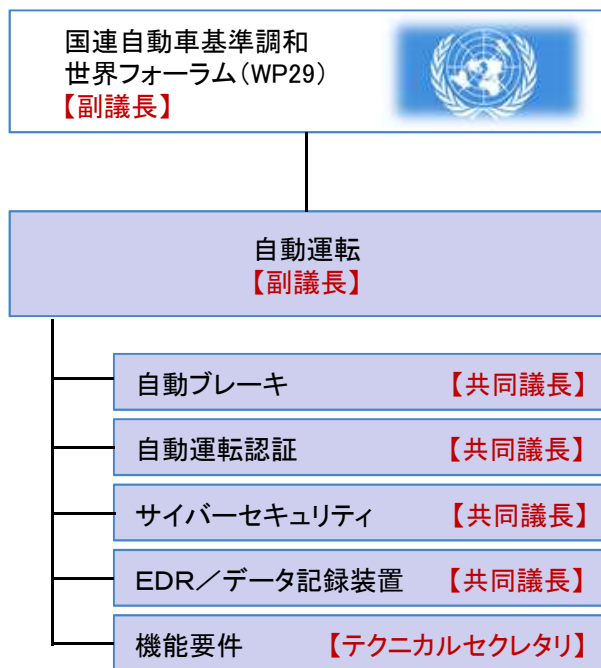 国連自動車基準調和
世界フォーラム(WP29)
【副議長】
自動運転
【副議長】
自動ブレーキ 【共同議長】
自動運転認証 【共同議長】
サイバーセキュリティ 【共同議長】
EDR/データ記録装置 【共同議長】
機能要件 【テクニカルセクレタリ】